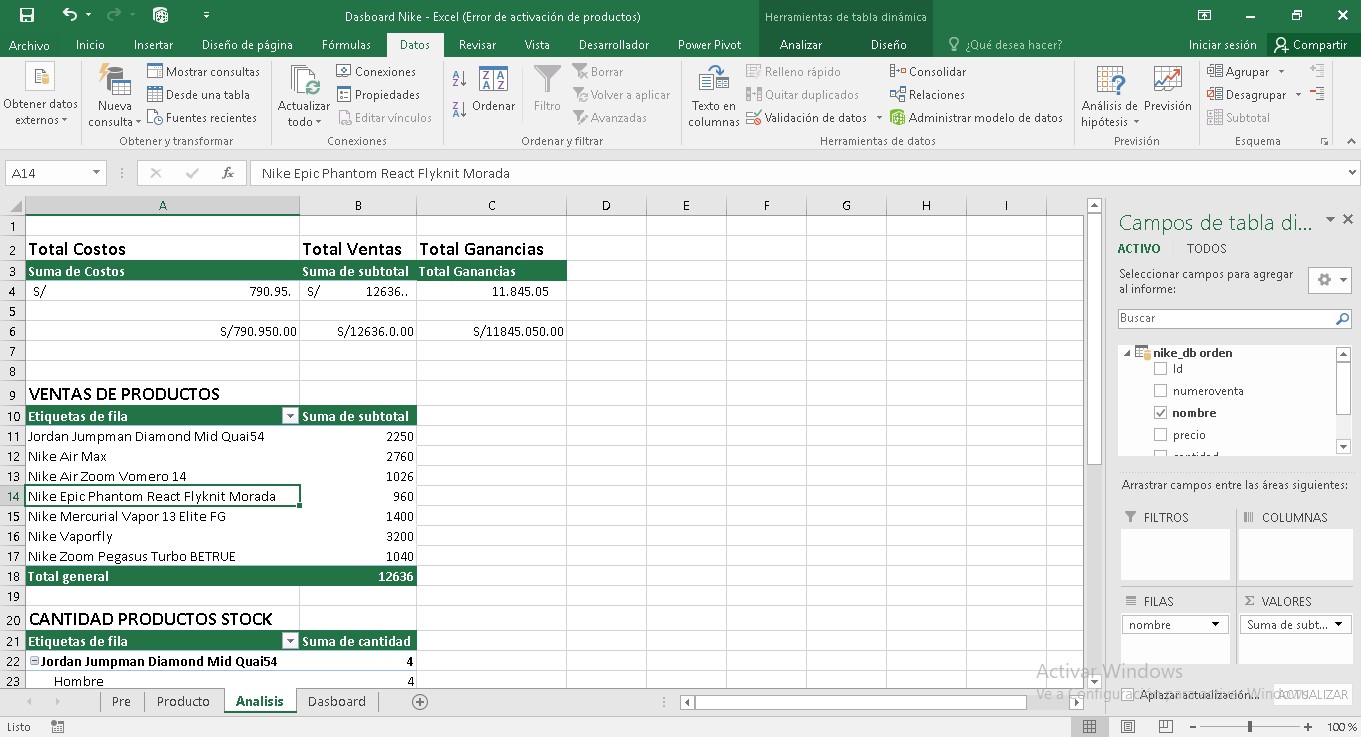 Dasboard Nike - Excel (Error de activación de productos)
Herramientas de tabla dinámica
Archivo Inicio Insertar Diseño de página Fórmulas Datos Revisar Vista Desarrollador Power Pivot Analizar Diseño ¿Qué desea hacer? Iniciar sesión Compartir
Obtener datos externos
Nueva consulta
Mostrar consultas
Desde una tabla
Fuentes recientes
Obtener y transformar
Actualizar todo
Conexiones
Propiedades
Editar vínculos
Conexiones
Ordenar
Filtro
Borrar
Volver a aplicar
Avanzadas
Ordenar y filtrar
Texto en columnas
Relleno rápido
Quitar duplicados
Validación de datos
Consolidar
Relaciones
Administrar modelo de datos
Herramientas de datos
Análisis de hipótesis
Previsión
Previsión
Agrupar
Desagrupar
Subtotal
Esquema
A14 fx Nike Epic Phantom React Flyknit Morada
A B C D E F G H I
1
2 Total Costos Total Ventas Total Ganancias
3 Suma de Costos Suma de subtotal Total Ganancias
4 S/ 790.95. S/ 12636.. 11.845.05
5
6 S/790.950.00 S/12636.0.00 S/11845.050.00
7
8
9 VENTAS DE PRODUCTOS
10 Etiquetas de fila Suma de subtotal
11 Jordan Jumpman Diamond Mid Quai54 2250
12 Nike Air Max 2760
13 Nike Air Zoom Vomero 14 1026
14 Nike Epic Phantom React Flyknit Morada 960
15 Nike Mercurial Vapor 13 Elite FG 1400
16 Nike Vaporfly 3200
17 Nike Zoom Pegasus Turbo BETRUE 1040
18 Total general 12636
19
20 CANTIDAD PRODUCTOS STOCK
21 Etiquetas de fila Suma de cantidad
22 Jordan Jumpman Diamond Mid Quai54 4
23 Hombre 4
Campos de tabla di...
ACTIVO TODOS
Seleccionar campos para agregar
al informe:
Buscar
nike_db orden
Id
numeroventa
nombre
precio
cantidad
Arrastrar campos entre las áreas siguientes:
FILTROS COLUMNAS
FILAS Σ VALORES
nombre Suma de subt...
Activar Windows
Aplazar actualización... ACTUALIZAR
Pre Producto Analisis Dasboard
Listo 100 %